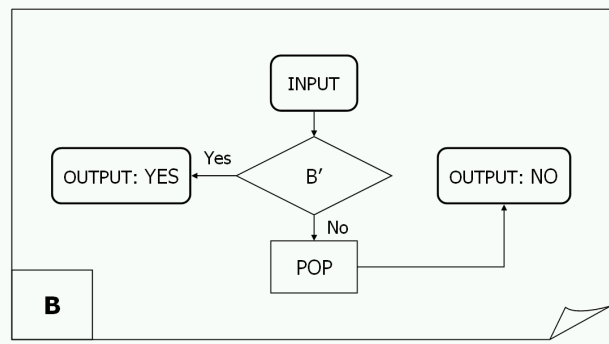 INPUT
Yes
OUTPUT: YES
B′
OUTPUT: NO
No
POP
B